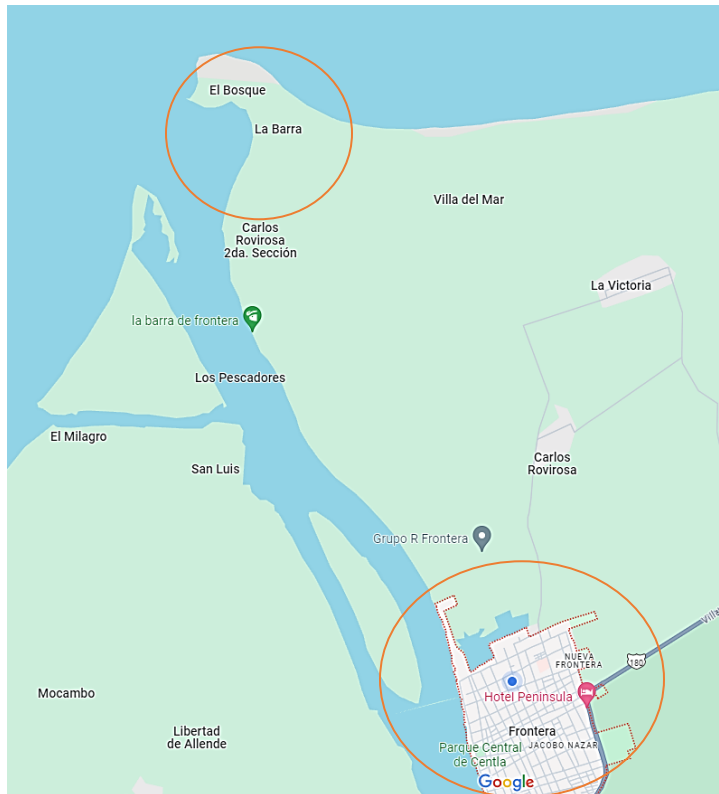 El Bosque
La Barra
Villa del Mar
Carlos
Rovirosa
2da. Sección
La Victoria
la barra de frontera
Los Pescadores
El Milagro
Carlos
Rovirosa
San Luis
Grupo R Frontera
NUEVA
FRONTERA
180
Mocambo
Hotel Peninsula
Libertad
de Allende
Frontera
Parque Central
de Centla
JACOBO NAZAR
Google